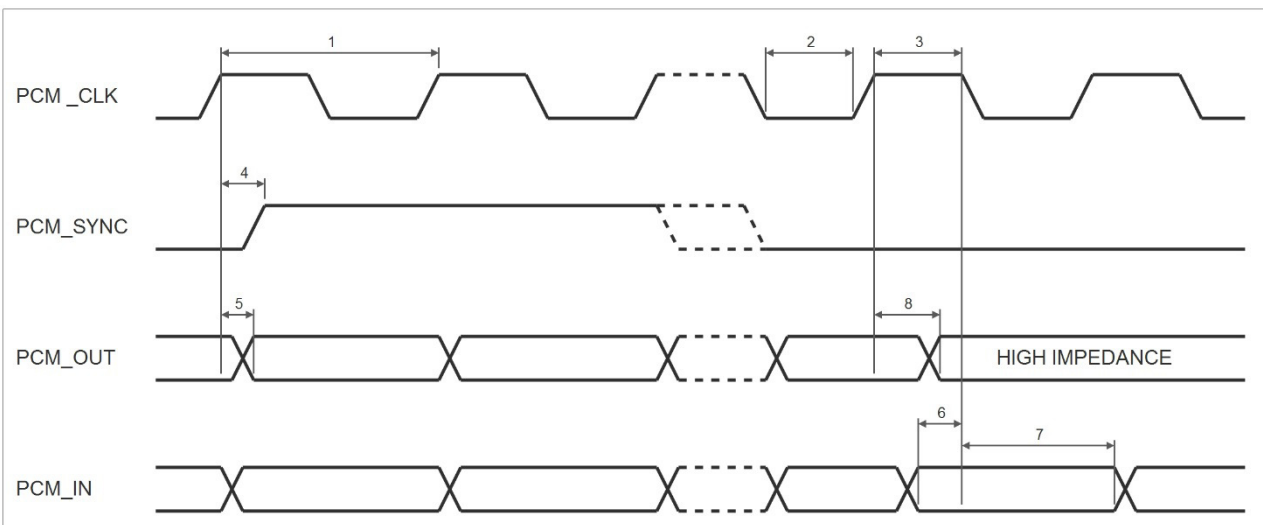 1
2
3
PCM _CLK
4
PCM_SYNC
5
8
PCM_OUT
HIGH IMPEDANCE
6
7
PCM_IN